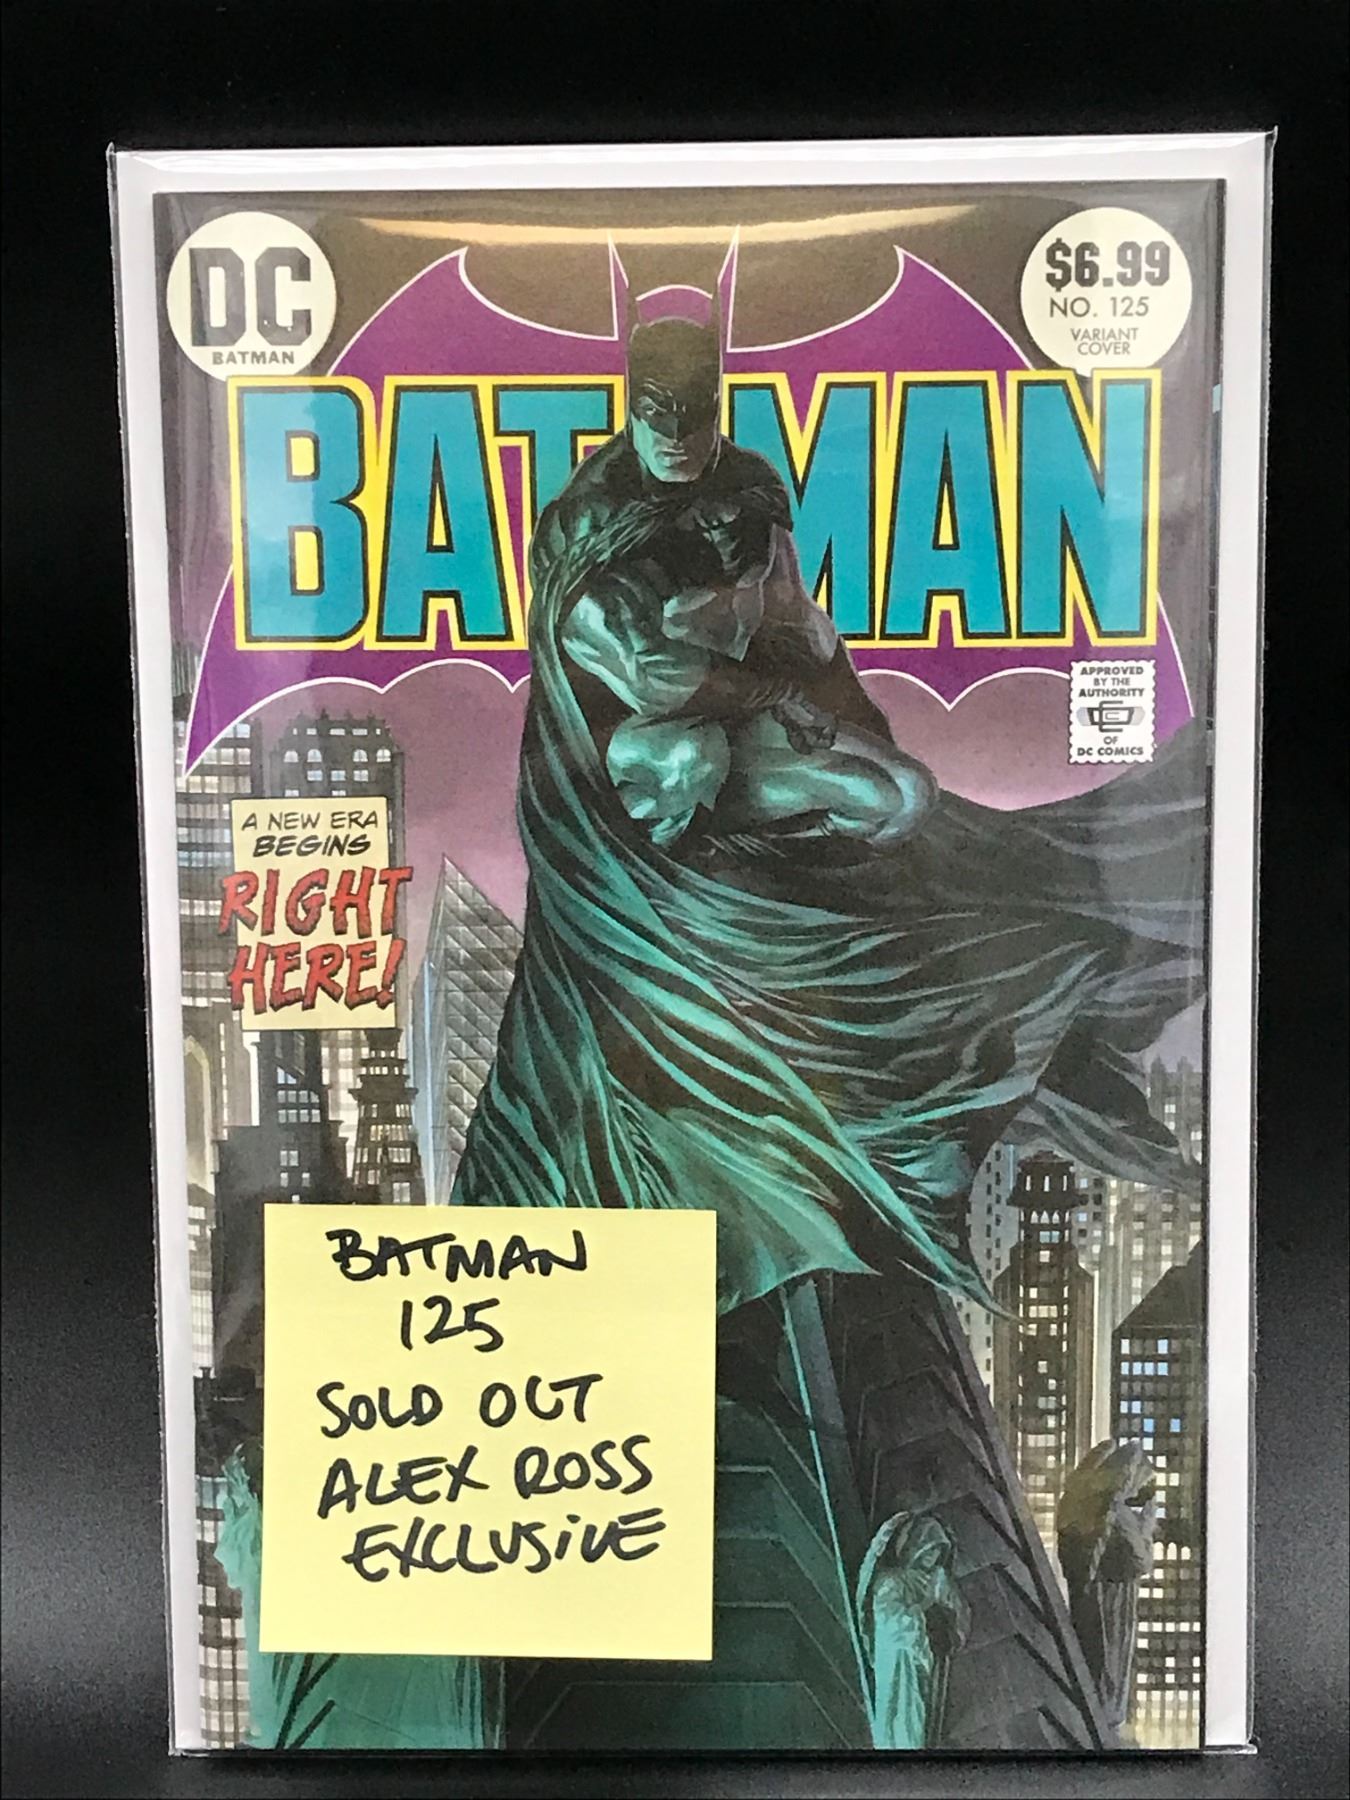 DC
BATMAN
$6.99
NO. 125
VARIANT
COVER
BATMAN
APPROVED
BY THE
AUTHORITY
OF
DC COMICS
A NEW ERA
BEGINS
RIGHT
HERE!
BATMAN
125
SOLD OUT
ALEX ROSS
EXCLUSIVE